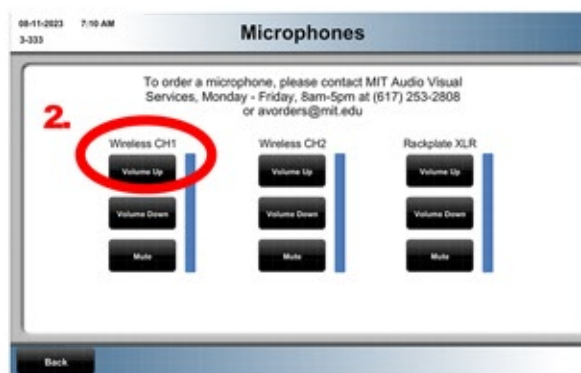 08-11-2023 7:10 AM
3-333
Microphones
To order a microphone, please contact MIT Audio Visual
Services, Monday - Friday, 8am-5pm at (617) 253-2808
or avorders@mit.edu
2.
Wireless CH1 Wireless CH2 Rackplate XLR
Volume Up Volume Up Volume Up
Volume Down Volume Down Volume Down
Mute Mute Mute
Back